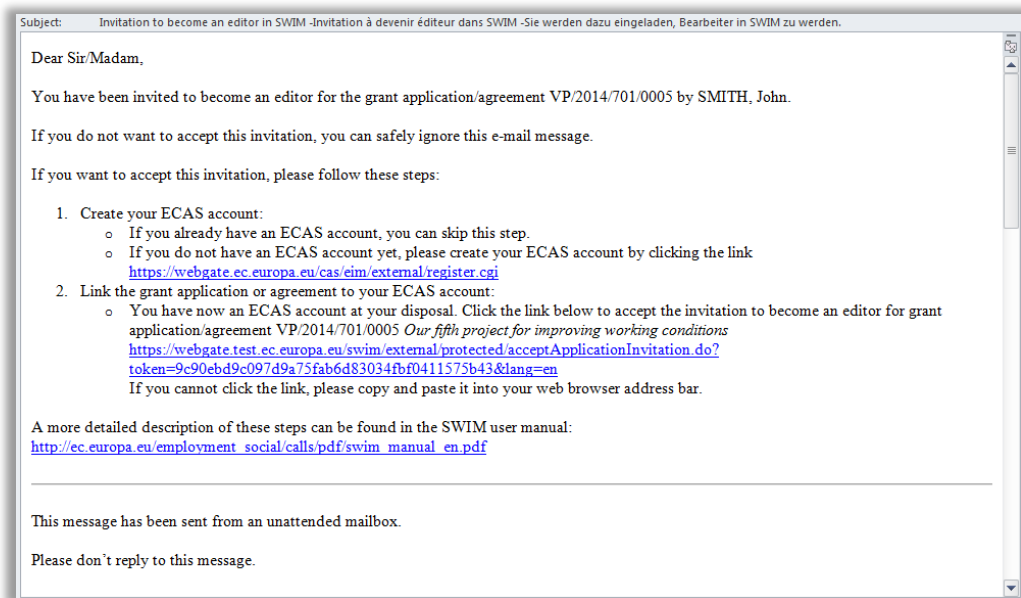 Subject: Invitation to become an editor in SWIM -Invitation à devenir éditeur dans SWIM -Sie werden dazu eingeladen, Bearbeiter in SWIM zu werden.
Dear Sir/Madam,
You have been invited to become an editor for the grant application/agreement VP/2014/701/0005 by SMITH, John.
If you do not want to accept this invitation, you can safely ignore this e-mail message.
If you want to accept this invitation, please follow these steps:
1. Create your ECAS account:
o If you already have an ECAS account, you can skip this step.
o If you do not have an ECAS account yet, please create your ECAS account by clicking the link
https://webgate.ec.europa.eu/cas/eim/external/register.cgi
2. Link the grant application or agreement to your ECAS account:
o You have now an ECAS account at your disposal. Click the link below to accept the invitation to become an editor for grant
application/agreement VP/2014/701/0005 Our fifth project for improving working conditions
https://webgate.test.ec.europa.eu/swim/external/protected/acceptApplicationInvitation.do?
token=9c90ebd9c097d9a75fab6d83034fbf0411575b43&lang=en
If you cannot click the link, please copy and paste it into your web browser address bar.
A more detailed description of these steps can be found in the SWIM user manual:
http://ec.europa.eu/employment_social/calls/pdf/swim_manual_en.pdf
This message has been sent from an unattended mailbox.
Please don't reply to this message.